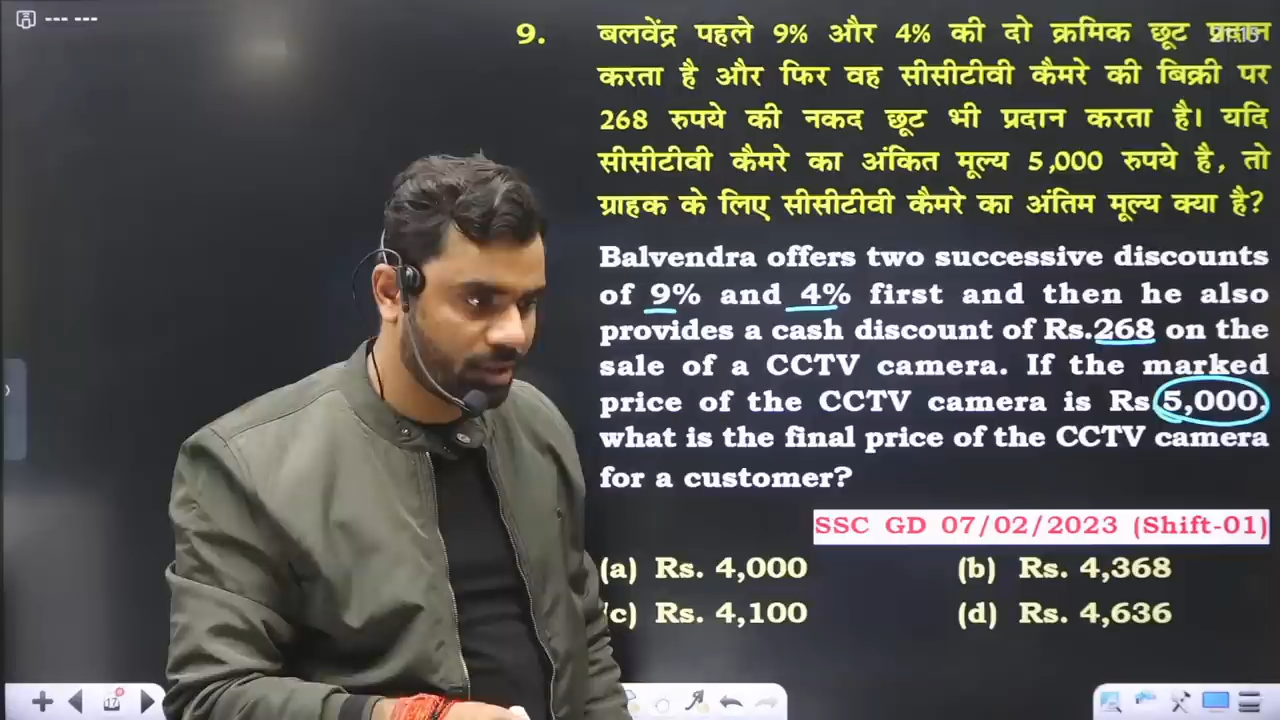 9. बलवेंद्र पहले 9% और 4% की दो क्रमिक छूट प्रदान
करता है और फिर वह सीसीटीवी कैमरे की बिक्री पर
268 रुपये की नकद छूट भी प्रदान करता है। यदि
सीसीटीवी कैमरे का अंकित मूल्य 5,000 रुपये है, तो
ग्राहक के लिए सीसीटीवी कैमरे का अंतिम मूल्य क्या है?
Balvendra offers two successive discounts
of 9% and 4% first and then he also
provides a cash discount of Rs.268 on the
sale of a CCTV camera. If the marked
price of the CCTV camera is Rs 5,000,
what is the final price of the CCTV camera
for a customer?
SSC GD 07/02/2023 (Shift-01)
(a) Rs. 4,000 (b) Rs. 4,368
(c) Rs. 4,100 (d) Rs. 4,636
17